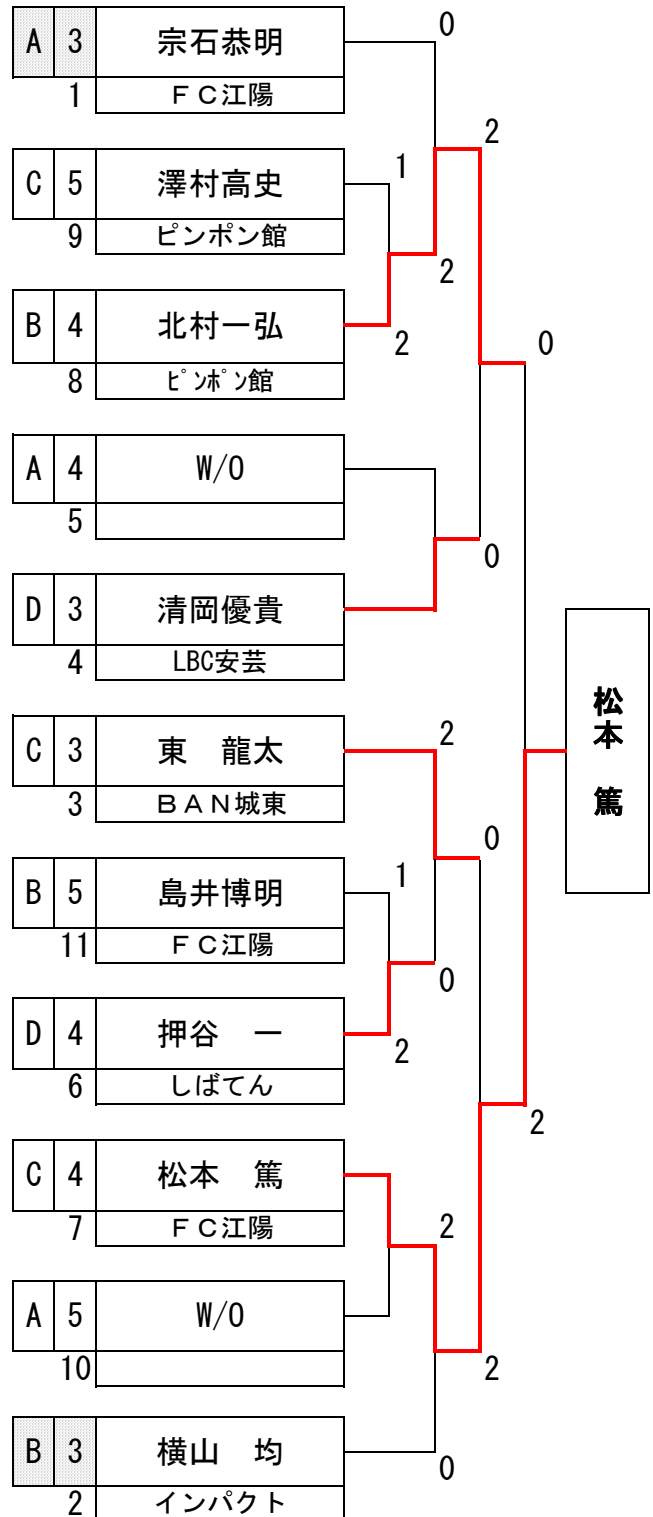 A 3 宗石恭明 0
1 FC江陽
2
C 5 澤村高史 1
9 ピンポン館
2
B 4 北村一弘 2
0
8 ﾋﾟﾝﾎﾟﾝ館
A 4 W/0
5
0
D 3 清岡優貴
4 LBC安芸
松本 篤
C 3 東 龍太 2
3 BAN城東
0
B 5 島井博明 1
11 FC江陽
0
D 4 押谷 一 2
6 しばてん
2
C 4 松本 篤
7 FC江陽 2
A 5 W/0
10
2
B 3 横山 均 0
2 インパクト